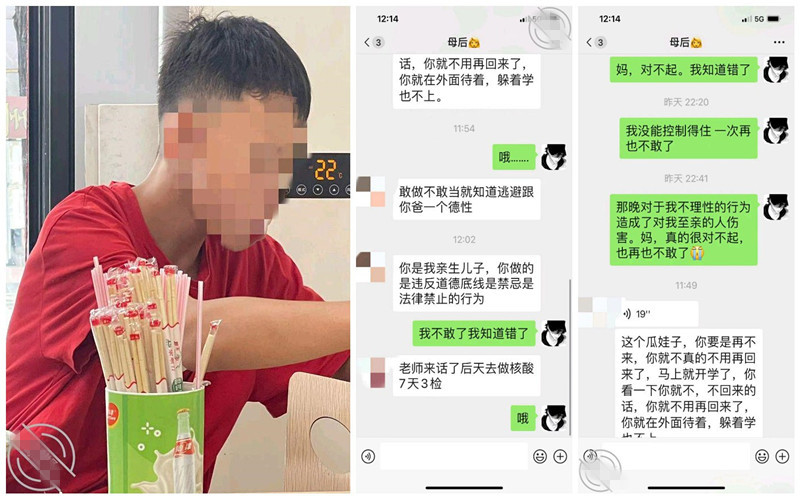 22
℃
12:14
3
母后
话，你就不用再回来了，
你就在外面待着，躲着学
也不上。
11:54
哦.......
敢做不敢当就知道逃避跟
你爸一个德性
12:02
你是我亲生儿子，你做的
是违反道德底线是禁忌是
法律禁止的行为
我不敢了我知道错了
老师来话了后天去做核酸
7天3检
哦
12:14
5G
3
母后
妈，对不起。我知道错了
昨天 22:20
我没能控制得住 一次再
也不敢了
昨天 22:41
那晚对于我不理性的行为
造成了对我至亲的人伤
害。妈，真的很对不起，
也再也不敢了
11:49
19''
这个瓜娃子，你要是再不
来，你就不真的不用再回
来了，马上就开学了，你
看一下你就不，不回来的
话，你就不用再回来了，
你就在外面待着，躲着学
也不上